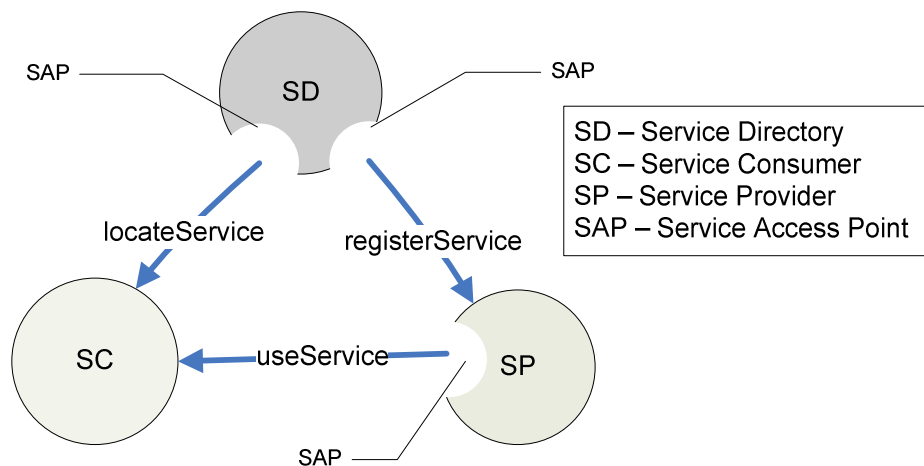 SAP
SD
SAP
SD – Service Directory
SC – Service Consumer
SP – Service Provider
SAP – Service Access Point
locateService
registerService
SC
useService
SP
SAP